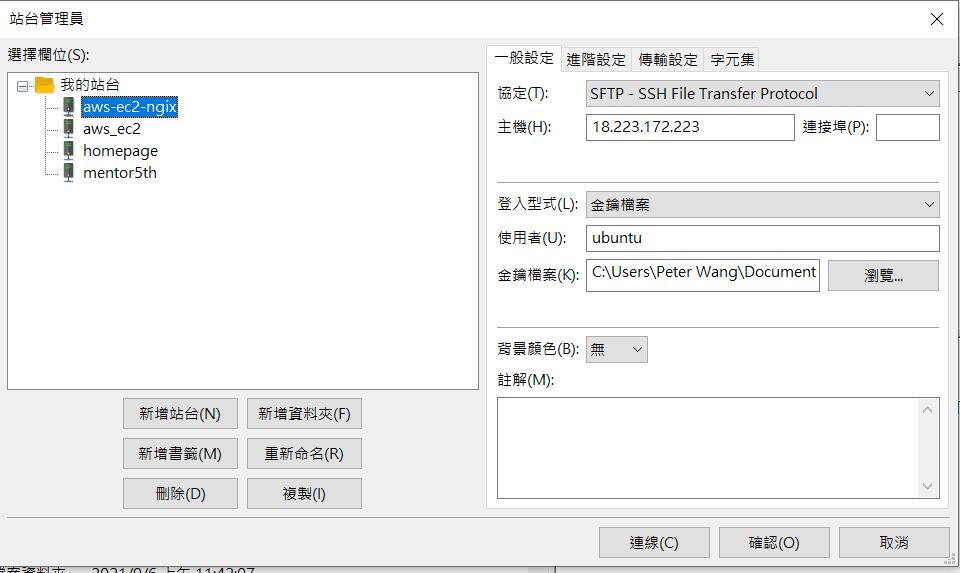 站台管理員
選擇欄位(S):
我的站台
aws-ec2-ngix
aws_ec2
homepage
mentor5th
新增站台(N) 新增資料夾(F)
新增書籤(M) 重新命名(R)
刪除(D) 複製(I)
一般設定 進階設定 傳輸設定 字元集
協定(T): SFTP - SSH File Transfer Protocol
主機(H): 18.223.172.223 連接埠(P):
登入型式(L): 金鑰檔案
使用者(U): ubuntu
金鑰檔案(K): C:\Users\Peter Wang\Document 瀏覽...
背景顏色(B): 無
註解(M):
連線(C) 確認(O) 取消
檔案資料夾 2021/9/6 上午 11:42:07